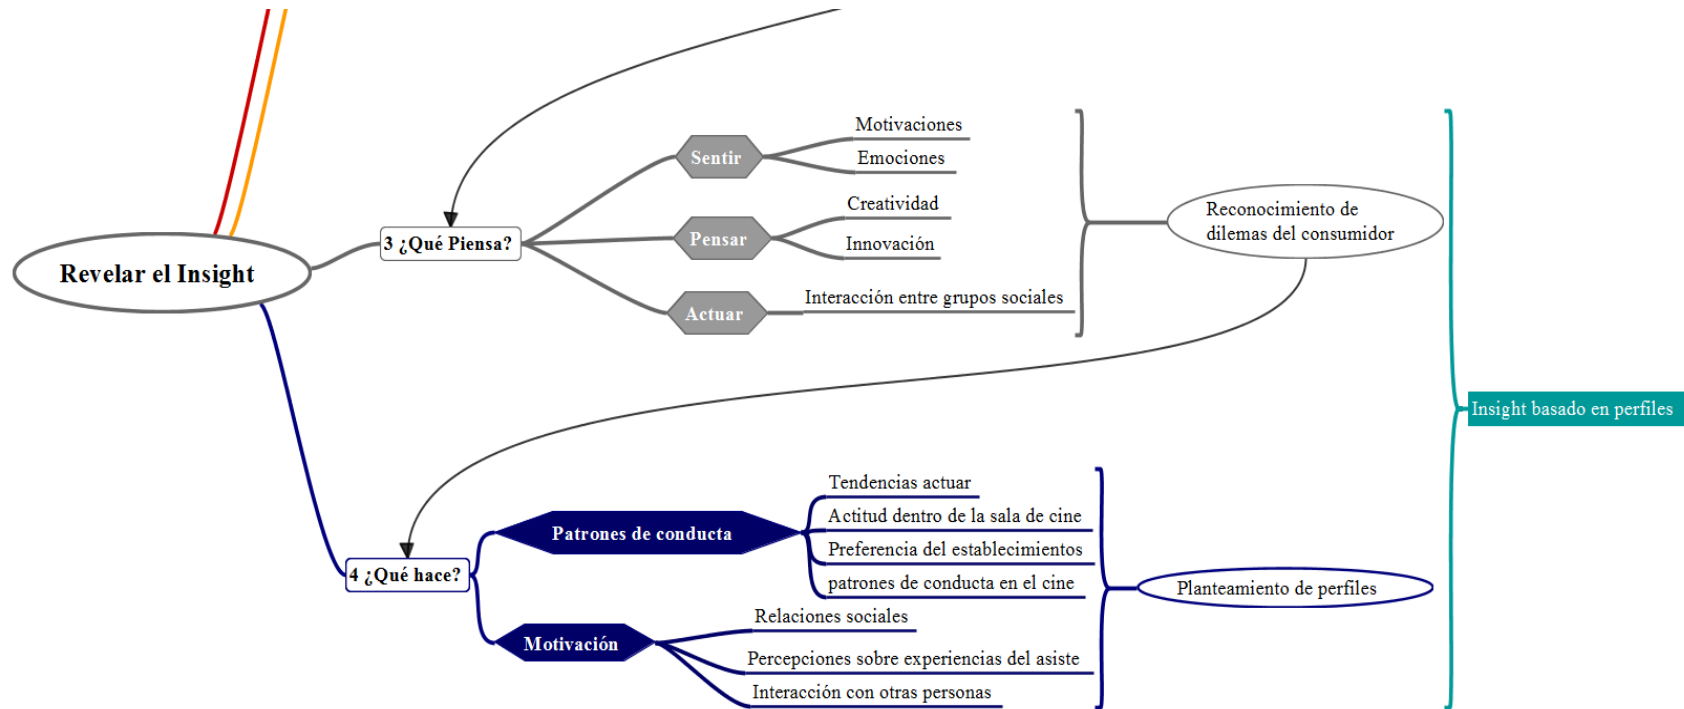 Revelar el Insight
3 ¿Qué Piensa?
Sentir
Motivaciones
Emociones
Pensar
Creatividad
Innovación
Actuar
Interacción entre grupos sociales
Reconocimiento de
dilemas del consumidor
4 ¿Qué hace?
Patrones de conducta
Tendencias actuar
Actitud dentro de la sala de cine
Preferencia del establecimientos
patrones de conducta en el cine
Motivación
Relaciones sociales
Percepciones sobre experiencias del asiste
Interacción con otras personas
Planteamiento de perfiles
Insight basado en perfiles